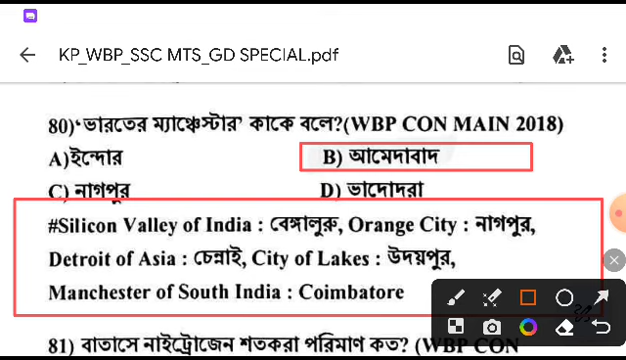 KP_WBP_SSC MTS_GD SPECIAL.pdf
80)‘ভারতের ম্যাঞ্চেস্টার’ কাকে বলে?(WBP CON MAIN 2018)
A)ইন্দোর B) আমেদাবাদ
C) নাগপুর D) ভাদোদরা
#Silicon Valley of India : বেঙ্গালুরু, Orange City : নাগপুর,
Detroit of Asia : চেন্নাই, City of Lakes : উদয়পুর,
Manchester of South India : Coimbatore
81) বাতাসে নাইট্রোজেন শতকরা পরিমাণ কত? (WBP CON